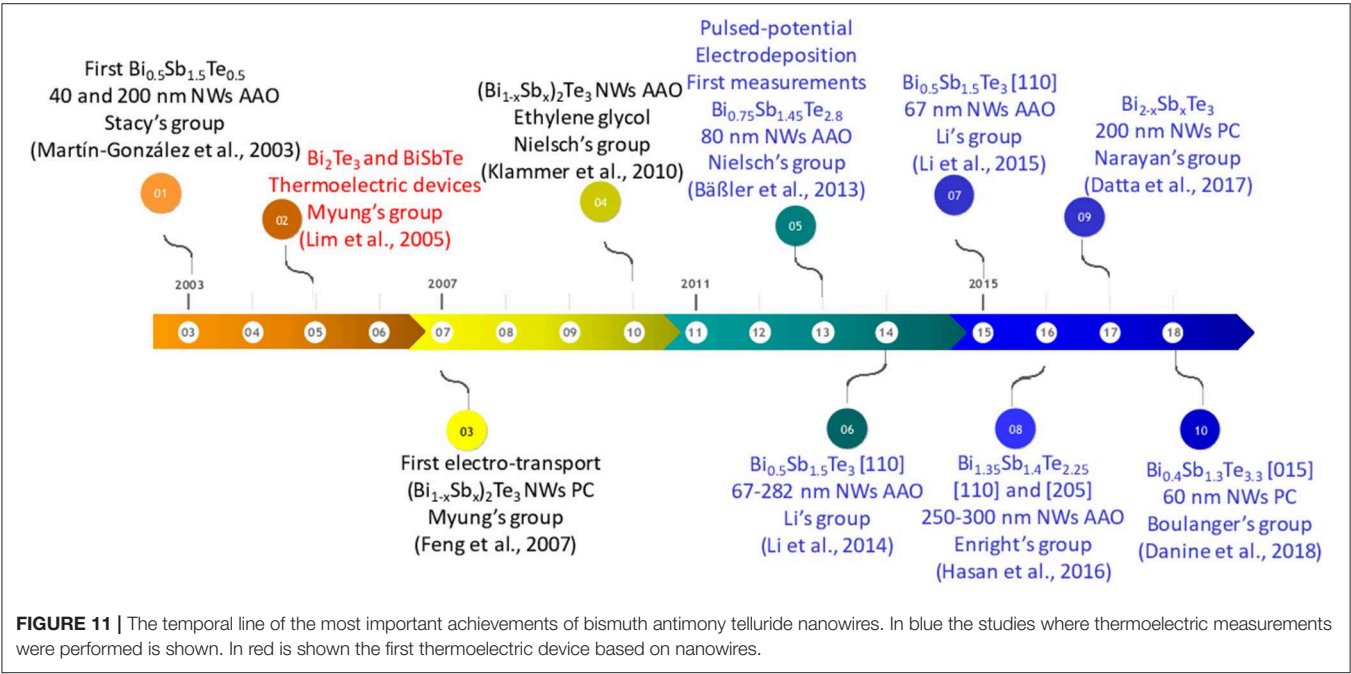 First Bi₀.₅Sb₁.₅Te₀.₅
40 and 200 nm NWs AAO
Stacy's group
(Martín-González et al., 2003)
01
Bi₂Te₃ and BiSbTe
Thermoelectric devices
Myung's group
(Lim et al., 2005)
02
(Bi₁₋ₓSbₓ)₂Te₃ NWs AAO
Ethylene glycol
Nielsch's group
(Klammer et al., 2010)
04
Pulsed-potential
Electrodeposition
First measurements
Bi₀.₇₅Sb₁.₄₅Te₂.₈
80 nm NWs AAO
Nielsch's group
(Bäßler et al., 2013)
05
Bi₀.₅Sb₁.₅Te₃ [110]
67 nm NWs AAO
Li's group
(Li et al., 2015)
07
Bi₂₋ₓSbₓTe₃
200 nm NWs PC
Narayan's group
(Datta et al., 2017)
09
2003 2007 2011 2015
03 04 05 06 07 08 09 10 11 12 13 14 15 16 17 18
03
First electro-transport
(Bi₁₋ₓSbₓ)₂Te₃ NWs PC
Myung's group
(Feng et al., 2007)
06
Bi₀.₅Sb₁.₅Te₃ [110]
67-282 nm NWs AAO
Li's group
(Li et al., 2014)
08
Bi₁.₃₅Sb₁.₄Te₂.₂₅
[110] and [205]
250-300 nm NWs AAO
Enright's group
(Hasan et al., 2016)
10
Bi₀.₄Sb₁.₃Te₃.₃ [015]
60 nm NWs PC
Boulanger's group
(Danine et al., 2018)
FIGURE 11 | The temporal line of the most important achievements of bismuth antimony telluride nanowires. In blue the studies where thermoelectric measurements
were performed is shown. In red is shown the first thermoelectric device based on nanowires.